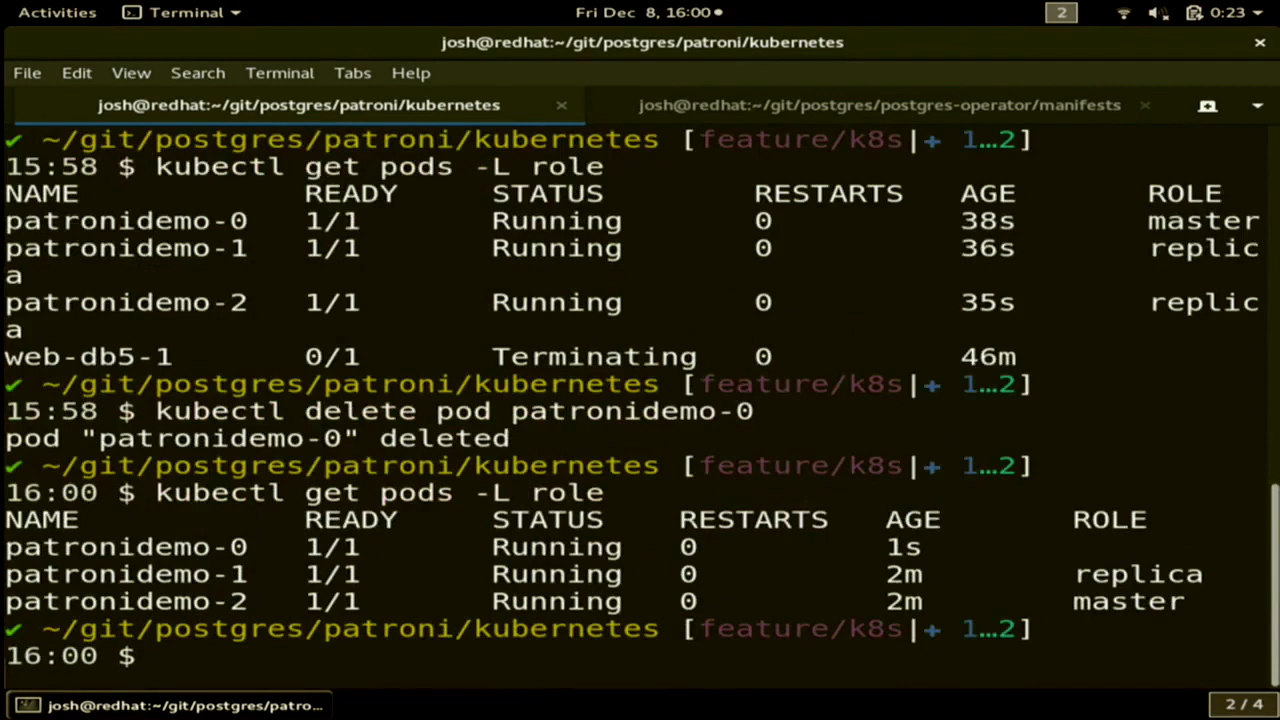 Activities Terminal Fri Dec 8, 16:00 2 0:23
josh@redhat:~/git/postgres/patroni/kubernetes ×
File Edit View Search Terminal Tabs Help
josh@redhat:~/git/postgres/patroni/kubernetes × josh@redhat:~/git/postgres/postgres-operator/manifests ×
✔ ~/git/postgres/patroni/kubernetes [feature/k8s|+ 1…2]
15:58 $ kubectl get pods -L role
NAME READY STATUS RESTARTS AGE ROLE
patronidemo-0 1/1 Running 0 38s master
patronidemo-1 1/1 Running 0 36s replic
a
patronidemo-2 1/1 Running 0 35s replic
a
web-db5-1 0/1 Terminating 0 46m
✔ ~/git/postgres/patroni/kubernetes [feature/k8s|+ 1…2]
15:58 $ kubectl delete pod patronidemo-0
pod "patronidemo-0" deleted
✔ ~/git/postgres/patroni/kubernetes [feature/k8s|+ 1…2]
16:00 $ kubectl get pods -L role
NAME READY STATUS RESTARTS AGE ROLE
patronidemo-0 1/1 Running 0 1s
patronidemo-1 1/1 Running 0 2m replica
patronidemo-2 1/1 Running 0 2m master
✔ ~/git/postgres/patroni/kubernetes [feature/k8s|+ 1…2]
16:00 $
josh@redhat:~/git/postgres/patro... 2 / 4